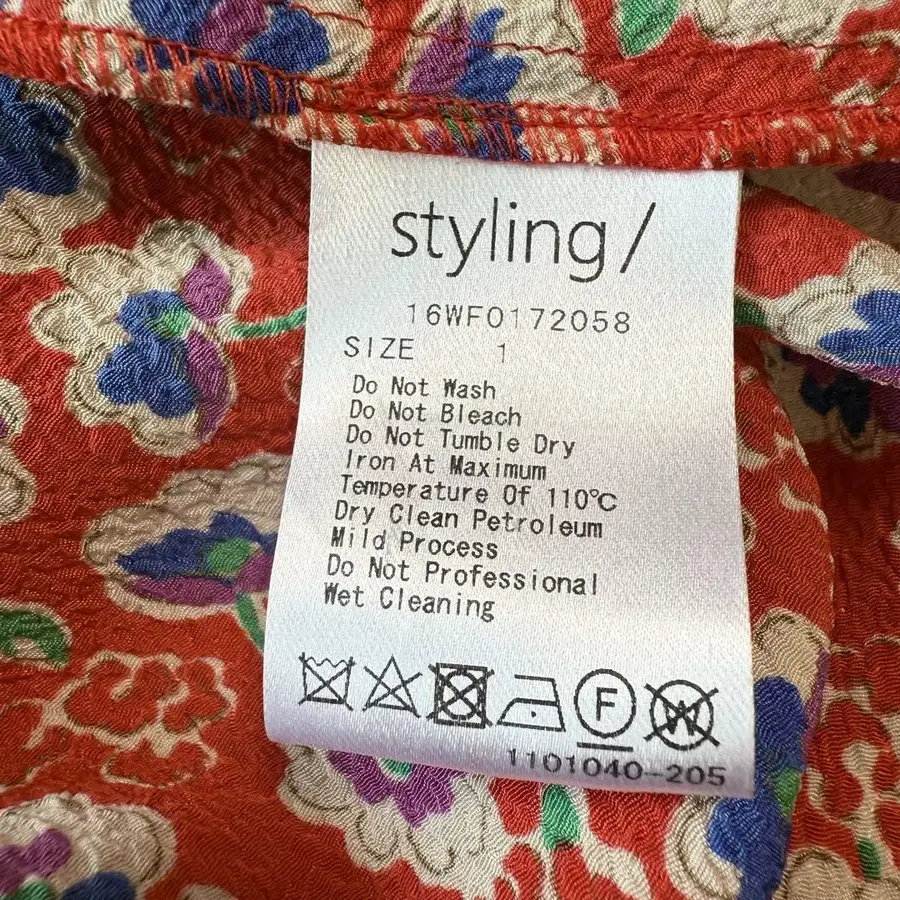 styling/
16WF0172058
SIZE 1
Do Not Wash
Do Not Bleach
Do Not Tumble Dry
Iron At Maximum
Temperature Of 110℃
Dry Clean Petroleum
Mild Process
Do Not Professional
Wet Cleaning
F W
1101040-205